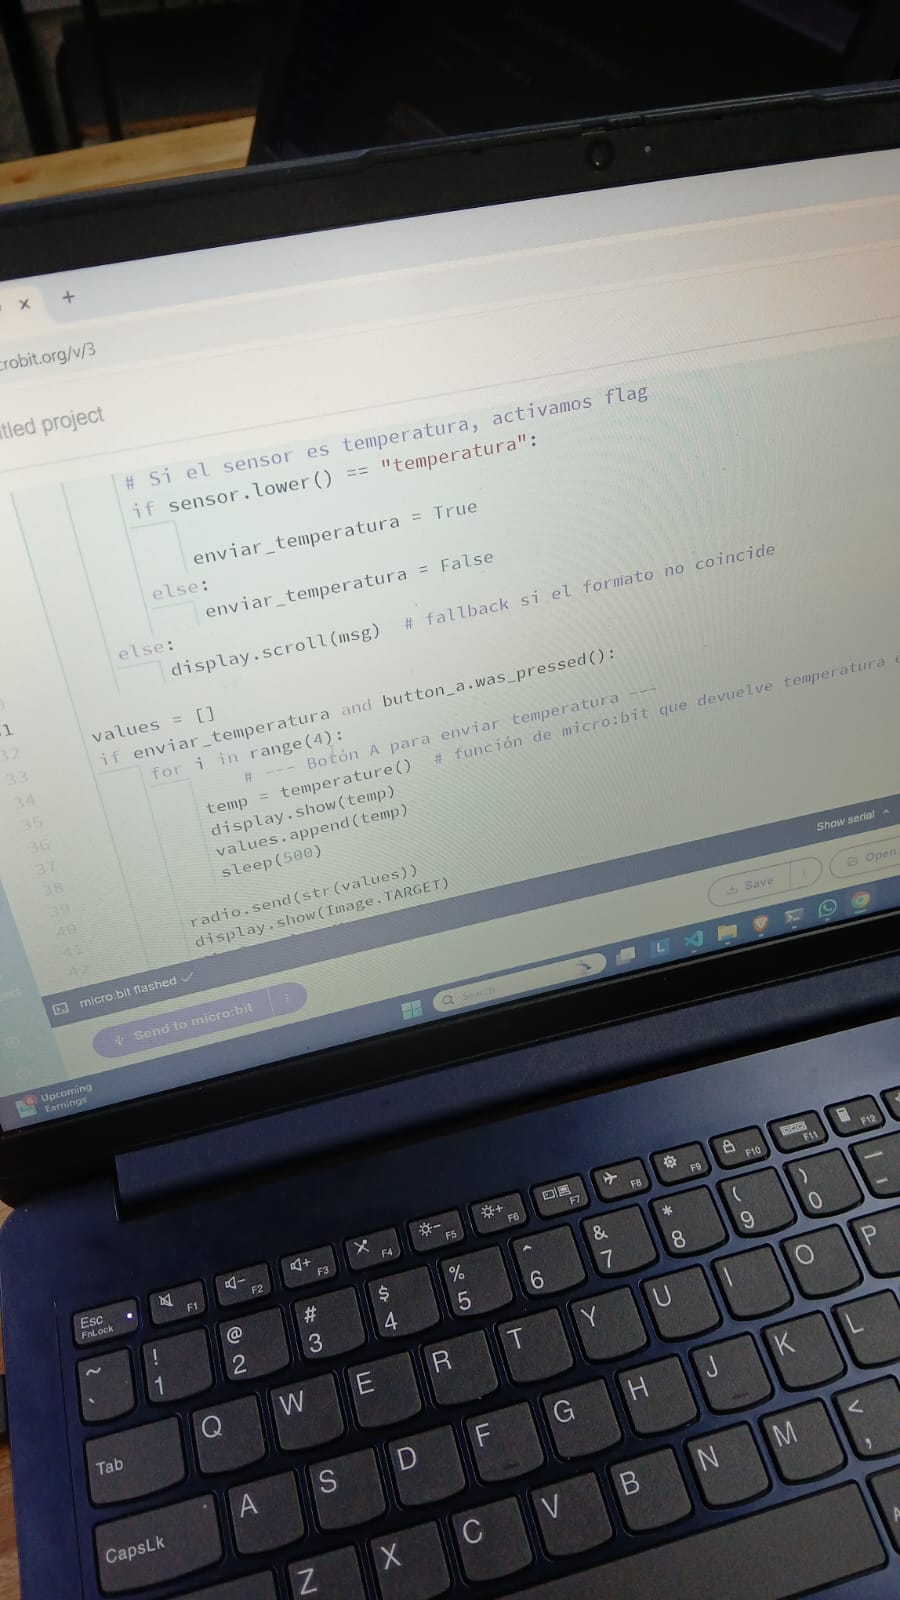 +
crobit.org/v/3
tled project
# Si el sensor es temperatura, activamos flag
if sensor.lower() == "temperatura":
enviar_temperatura = True
else:
enviar_temperatura = False
else:
display.scroll(msg)  # fallback si el formato no coincide
values = []
if enviar_temperatura and button_a.was_pressed():
for i in range(4):
# --- Botón A para enviar temperatura ---
temp = temperature()  # función de micro:bit que devuelve temperatura
display.show(temp)
values.append(temp)
sleep(500)
radio.send(str(values))
display.show(Image.TARGET)
32
33
34
35
36
37
38
39
40
41
42
Show serial
micro:bit flashed
Send to micro:bit
Save
Open
Search
Upcoming
Earnings
Esc
FnLock
F1
F2
F3
F4
F5
F6
F7
F8
F9
F10
F11
F12
~ `
! 1
@ 2
# 3
$ 4
% 5
^ 6
& 7
* 8
( 9
) 0
_ -
Tab
Q W E R T Y U I O P
CapsLk
A S D F G H J K L
Z X C V B N M < ,